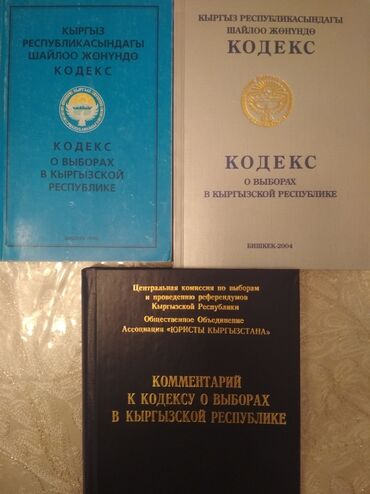 КЫРГЫЗ
РЕСПУБЛИКАСЫНДАГЫ
ШАЙЛОО ЖӨНҮНДӨ
КОДЕКС
КОДЕКС
О ВЫБОРАХ
В КЫРГЫЗСКОЙ
РЕСПУБЛИКЕ
КЫРГЫЗ РЕСПУБЛИКАСЫНДАГЫ
ШАЙЛОО ЖӨНҮНДӨ
КОДЕКС
КОДЕКС
О ВЫБОРАХ
В КЫРГЫЗСКОЙ РЕСПУБЛИКЕ
БИШКЕК-2004
Центральная комиссия по выборам
и проведению референдумов
Кыргызской Республики
Общественное Объединение
Ассоциация «ЮРИСТЫ КЫРГЫЗСТАНА»
КОММЕНТАРИЙ
К КОДЕКСУ О ВЫБОРАХ
В КЫРГЫЗСКОЙ РЕСПУБЛИКЕ